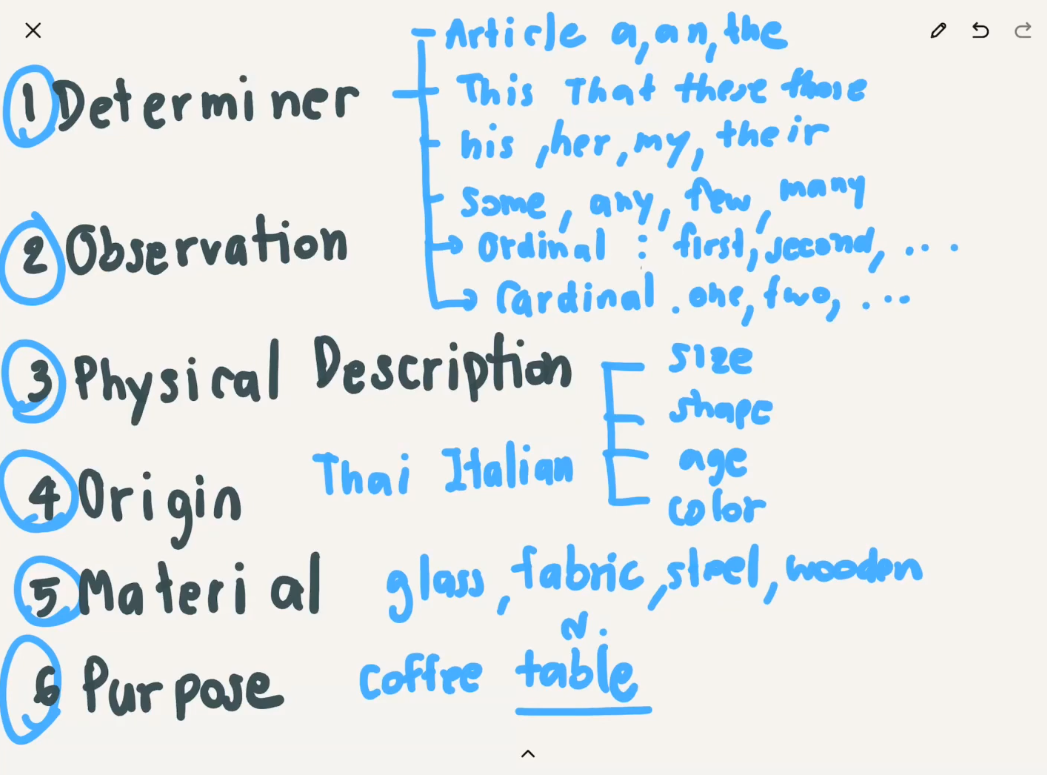 Article a, an, the
1 Determiner
This That these those
his, her, my, their
Some, any, few, many
2 Observation
Ordinal : first, second, ...
Cardinal . one, two, ...
3 Physical Description
size
shape
age
color
4 Origin Thai Italian
5 Material glass, fabric, steel, wooden
N.
6 Purpose coffee table